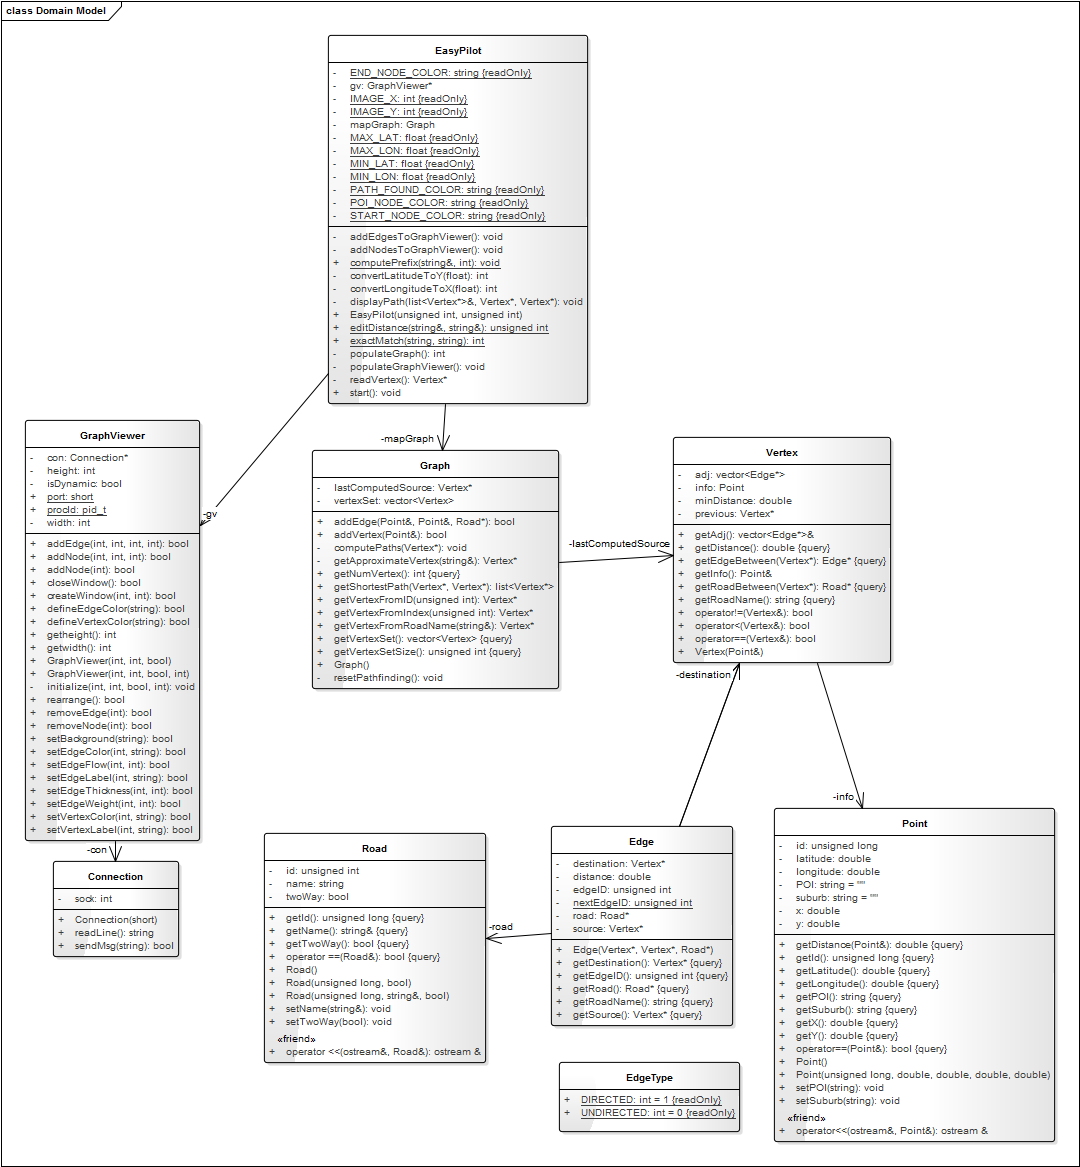 class Domain Model
EasyPilot
- END_NODE_COLOR: string {readOnly}
- gv: GraphViewer*
- IMAGE_X: int {readOnly}
- IMAGE_Y: int {readOnly}
- mapGraph: Graph
- MAX_LAT: float {readOnly}
- MAX_LON: float {readOnly}
- MIN_LAT: float {readOnly}
- MIN_LON: float {readOnly}
- PATH_FOUND_COLOR: string {readOnly}
- POI_NODE_COLOR: string {readOnly}
- START_NODE_COLOR: string {readOnly}
- addEdgesToGraphViewer(): void
- addNodesToGraphViewer(): void
+ computePrefix(string&, int): void
- convertLatitudeToY(float): int
- convertLongitudeToX(float): int
- displayPath(list<Vertex*>&, Vertex*, Vertex*): void
+ EasyPilot(unsigned int, unsigned int)
+ editDistance(string&, string&): unsigned int
+ exactMatch(string, string): int
- populateGraph(): int
- populateGraphViewer(): void
- readVertex(): Vertex*
+ start(): void
-gv
-mapGraph
GraphViewer
- con: Connection*
- height: int
- isDynamic: bool
+ port: short
+ procId: pid_t
- width: int
+ addEdge(int, int, int, int): bool
+ addNode(int, int, int): bool
+ addNode(int): bool
+ closeWindow(): bool
+ createWindow(int, int): bool
+ defineEdgeColor(string): bool
+ defineVertexColor(string): bool
+ getheight(): int
+ getwidth(): int
+ GraphViewer(int, int, bool)
+ GraphViewer(int, int, bool, int)
- initialize(int, int, bool, int): void
+ rearrange(): bool
+ removeEdge(int): bool
+ removeNode(int): bool
+ setBackground(string): bool
+ setEdgeColor(int, string): bool
+ setEdgeFlow(int, int): bool
+ setEdgeLabel(int, string): bool
+ setEdgeThickness(int, int): bool
+ setEdgeWeight(int, int): bool
+ setVertexColor(int, string): bool
+ setVertexLabel(int, string): bool
-con
Connection
- sock: int
+ Connection(short)
+ readLine(): string
+ sendMsg(string): bool
Graph
- lastComputedSource: Vertex*
- vertexSet: vector<Vertex>
+ addEdge(Point&, Point&, Road*): bool
+ addVertex(Point&): bool
- computePaths(Vertex*): void
- getApproximateVertex(string&): Vertex*
+ getNumVertex(): int {query}
+ getShortestPath(Vertex*, Vertex*): list<Vertex*>
+ getVertexFromID(unsigned int): Vertex*
+ getVertexFromIndex(unsigned int): Vertex*
+ getVertexFromRoadName(string&): Vertex*
+ getVertexSet(): vector<Vertex> {query}
+ getVertexSetSize(): unsigned int {query}
+ Graph()
- resetPathfinding(): void
-lastComputedSource
Vertex
- adj: vector<Edge*>
- info: Point
- minDistance: double
- previous: Vertex*
+ getAdj(): vector<Edge*>&
+ getDistance(): double {query}
+ getEdgeBetween(Vertex*): Edge* {query}
+ getInfo(): Point&
+ getRoadBetween(Vertex*): Road* {query}
+ getRoadName(): string {query}
+ operator!=(Vertex&): bool
+ operator<(Vertex&): bool
+ operator==(Vertex&): bool
+ Vertex(Point&)
-destination
-info
Road
- id: unsigned int
- name: string
- twoWay: bool
+ getId(): unsigned long {query}
+ getName(): string& {query}
+ getTwoWay(): bool {query}
+ operator ==(Road&): bool {query}
+ Road()
+ Road(unsigned long, bool)
+ Road(unsigned long, string&, bool)
+ setName(string&): void
+ setTwoWay(bool): void
«friend»
+ operator <<(ostream&, Road&): ostream &
-road
Edge
- destination: Vertex*
- distance: double
- edgeID: unsigned int
- nextEdgeID: unsigned int
- road: Road*
- source: Vertex*
+ Edge(Vertex*, Vertex*, Road*)
+ getDestination(): Vertex* {query}
+ getEdgeID(): unsigned int {query}
+ getRoad(): Road* {query}
+ getRoadName(): string {query}
+ getSource(): Vertex* {query}
EdgeType
+ DIRECTED: int = 1 {readOnly}
+ UNDIRECTED: int = 0 {readOnly}
Point
- id: unsigned long
- latitude: double
- longitude: double
- POI: string = ""
- suburb: string = ""
- x: double
- y: double
+ getDistance(Point&): double {query}
+ getId(): unsigned long {query}
+ getLatitude(): double {query}
+ getLongitude(): double {query}
+ getPOI(): string {query}
+ getSuburb(): string {query}
+ getX(): double {query}
+ getY(): double {query}
+ operator==(Point&): bool {query}
+ Point()
+ Point(unsigned long, double, double, double, double)
+ setPOI(string): void
+ setSuburb(string): void
«friend»
+ operator<<(ostream&, Point&): ostream &